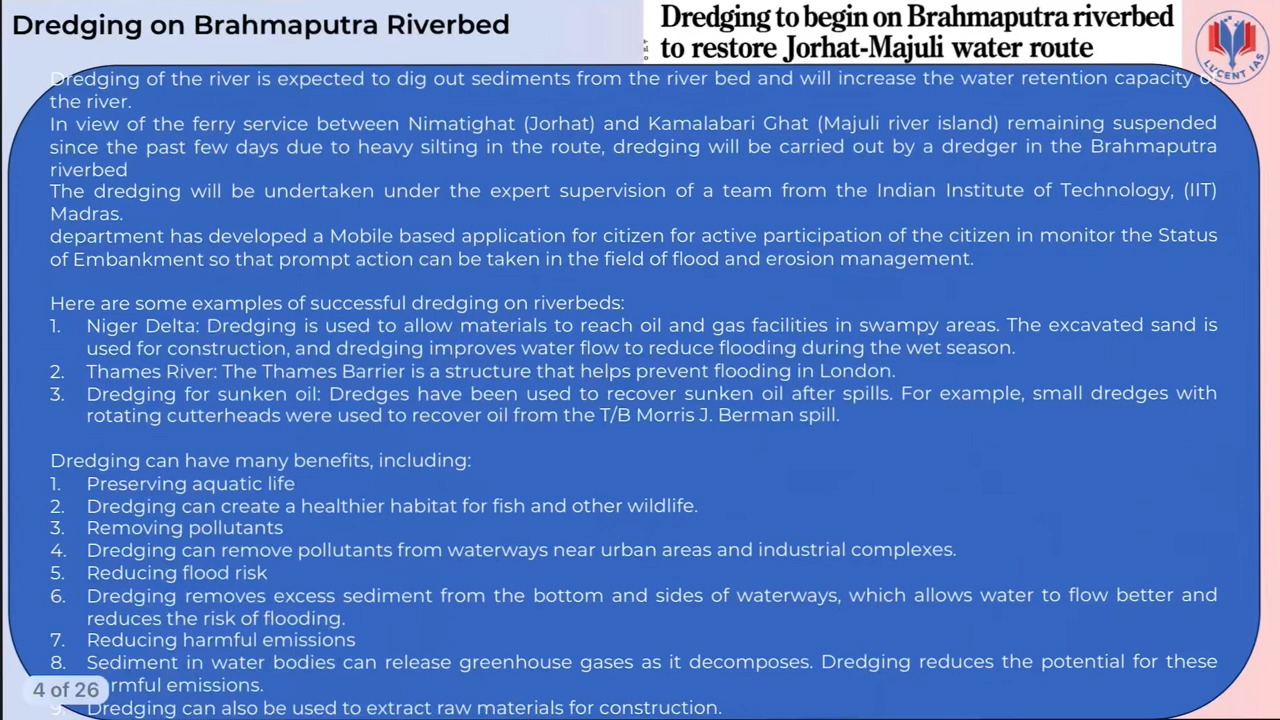 Dredging on Brahmaputra Riverbed
Dredging to begin on Brahmaputra riverbed
to restore Jorhat-Majuli water route
LUCENT IAS
Dredging of the river is expected to dig out sediments from the river bed and will increase the water retention capacity of
the river.
In view of the ferry service between Nimatighat (Jorhat) and Kamalabari Ghat (Majuli river island) remaining suspended
since the past few days due to heavy silting in the route, dredging will be carried out by a dredger in the Brahmaputra
riverbed
The dredging will be undertaken under the expert supervision of a team from the Indian Institute of Technology, (IIT)
Madras.
department has developed a Mobile based application for citizen for active participation of the citizen in monitor the Status
of Embankment so that prompt action can be taken in the field of flood and erosion management.
Here are some examples of successful dredging on riverbeds:
1. Niger Delta: Dredging is used to allow materials to reach oil and gas facilities in swampy areas. The excavated sand is
used for construction, and dredging improves water flow to reduce flooding during the wet season.
2. Thames River: The Thames Barrier is a structure that helps prevent flooding in London.
3. Dredging for sunken oil: Dredges have been used to recover sunken oil after spills. For example, small dredges with
rotating cutterheads were used to recover oil from the T/B Morris J. Berman spill.
Dredging can have many benefits, including:
1. Preserving aquatic life
2. Dredging can create a healthier habitat for fish and other wildlife.
3. Removing pollutants
4. Dredging can remove pollutants from waterways near urban areas and industrial complexes.
5. Reducing flood risk
6. Dredging removes excess sediment from the bottom and sides of waterways, which allows water to flow better and
reduces the risk of flooding.
7. Reducing harmful emissions
8. Sediment in water bodies can release greenhouse gases as it decomposes. Dredging reduces the potential for these
rmful emissions.
4 of 26
9. Dredging can also be used to extract raw materials for construction.